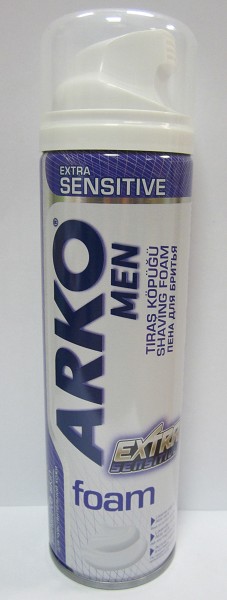 EXTRA
SENSITIVE
ARKO®
MEN
TIRAŞ KÖPÜĞÜ
SHAVING FOAM
ПЕНА ДЛЯ БРИТЬЯ
EXTRA
SENSITIVE
foam